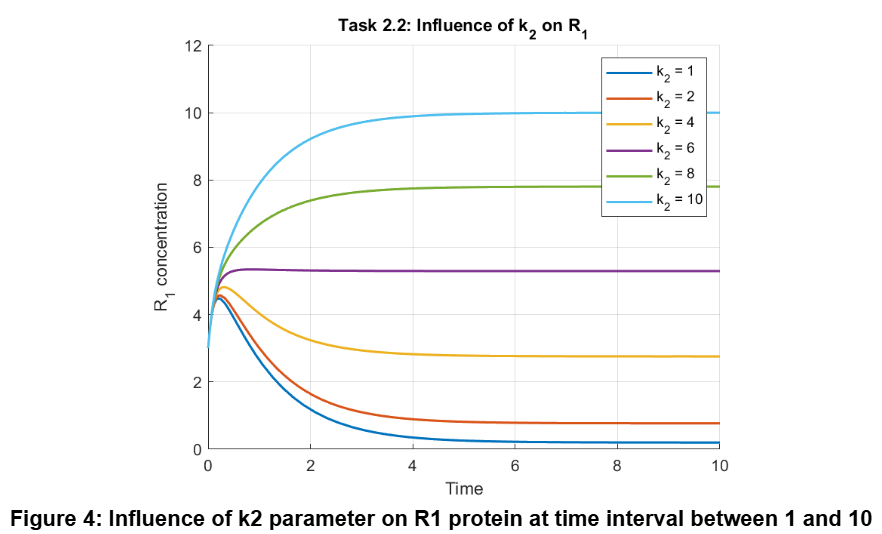 Task 2.2: Influence of k2 on R1
12
10
8
6
4
2
0
R1 concentration
k2 = 1
k2 = 2
k2 = 4
k2 = 6
k2 = 8
k2 = 10
0 2 4 6 8 10
Time
Figure 4: Influence of k2 parameter on R1 protein at time interval between 1 and 10